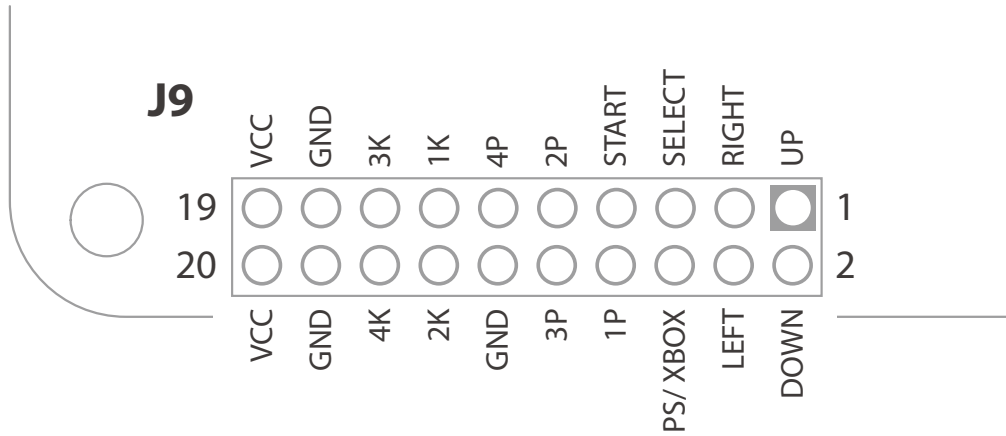 J9
VCC GND 3K 1K 4P 2P START SELECT RIGHT UP
19 1
20 2
VCC GND 4K 2K GND 3P 1P PS/ XBOX LEFT DOWN